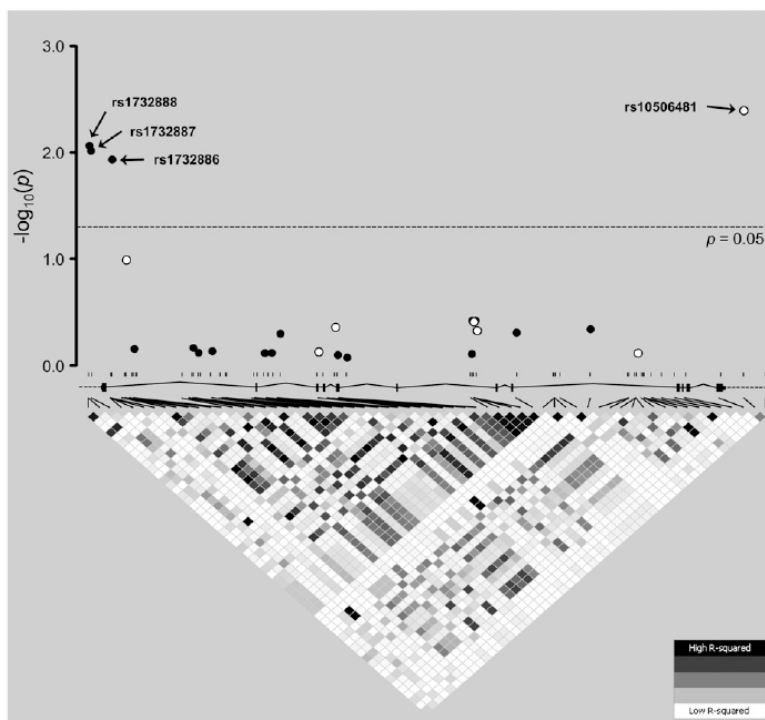 3.0
rs1732888
rs10506481
rs1732887
2.0
rs1732886
-log10(p)
p = 0.05
1.0
0.0
High R-squared
Low R-squared